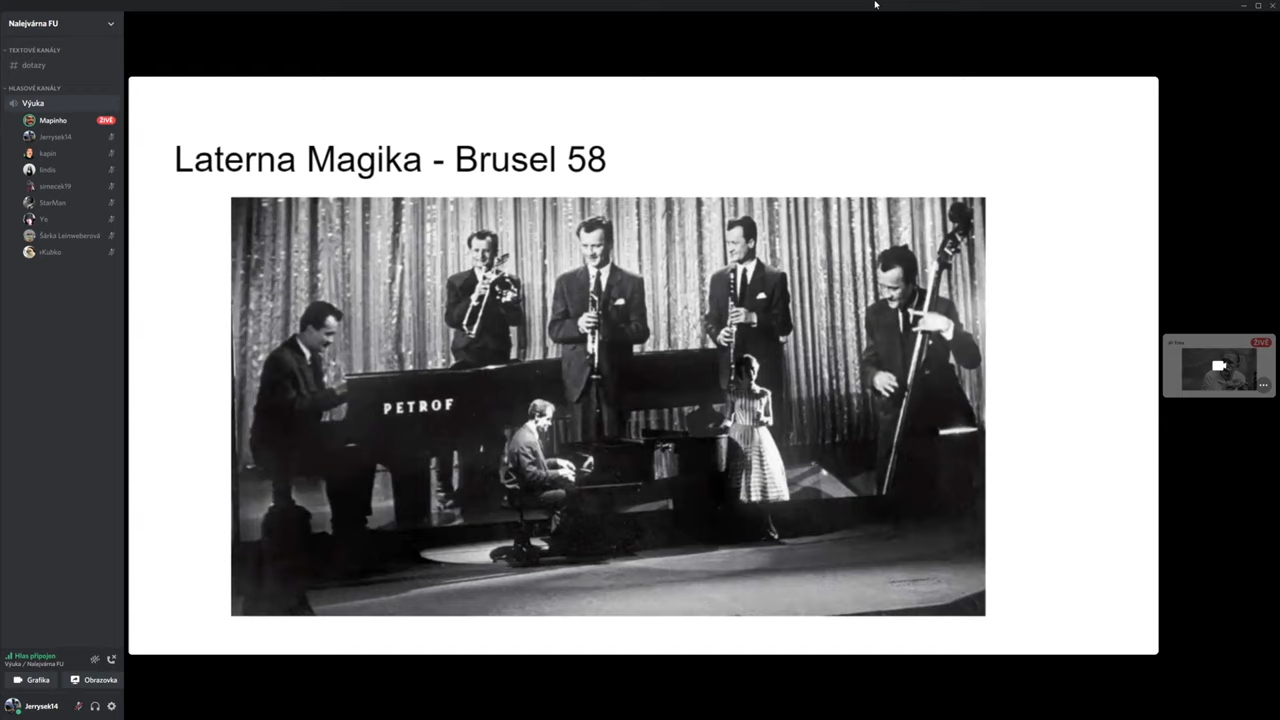 Nalejvárna FU
TEXTOVÉ KANÁLY
dotazy
HLASOVÉ KANÁLY
Výuka
Mapinho ŽIVĚ
Jerrysek14
kapin
lindis
simecek19
StarMan
Ye
Šárka Leinweberová
rKubko
Laterna Magika - Brusel 58
PETROF
ŽIVĚ
Hlas připojen
Výuka / Nalejvárna FU
Grafika Obrazovka
Jerrysek14